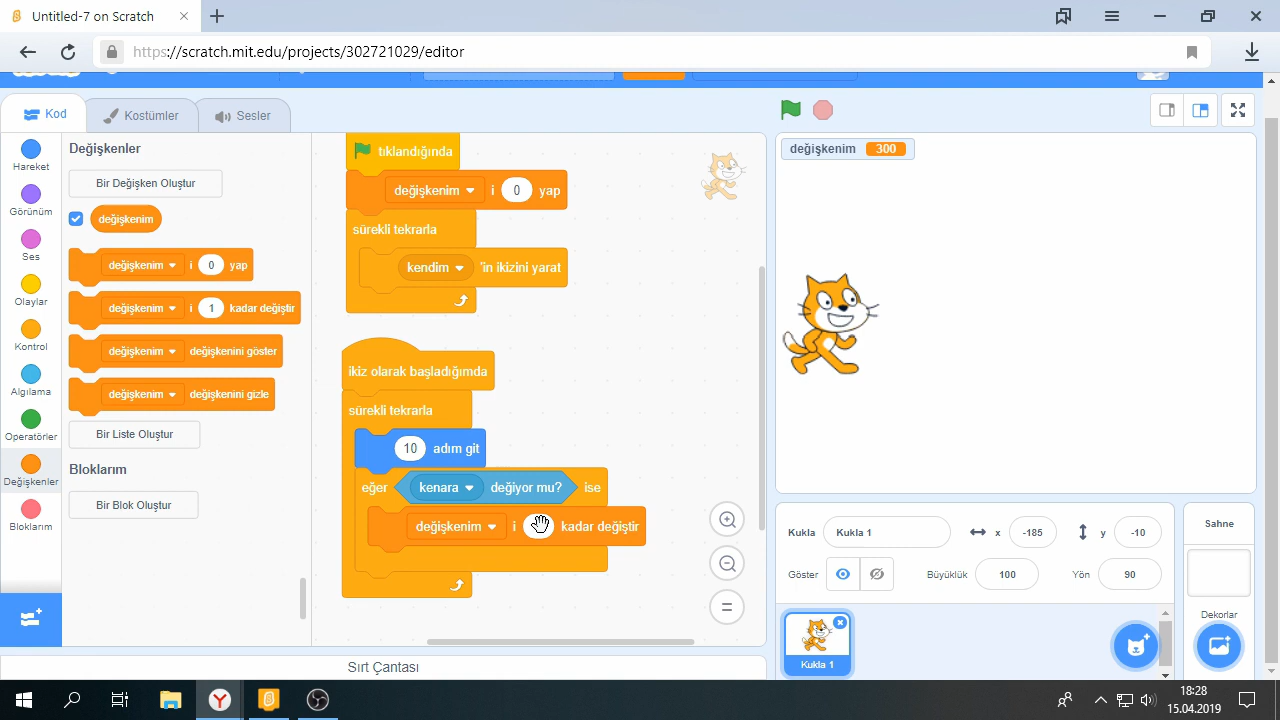 Untitled-7 on Scratch
https://scratch.mit.edu/projects/302721029/editor
Kod
Kostümler
Sesler
Hareket
Görünüm
Ses
Olaylar
Kontrol
Algılama
Operatörler
Değişkenler
Bloklarım
Değişkenler
Bir Değişken Oluştur
değişkenim
değişkenim i 0 yap
değişkenim i 1 kadar değiştir
değişkenim değişkenini göster
değişkenim değişkenini gizle
Bir Liste Oluştur
Bloklarım
Bir Blok Oluştur
tıklandığında
değişkenim i 0 yap
sürekli tekrarla
kendim 'in ikizini yarat
ikiz olarak başladığımda
sürekli tekrarla
10 adım git
eğer kenara değiyor mu? ise
değişkenim i kadar değiştir
Sırt Çantası
değişkenim 300
Kukla Kukla 1 x -185 y -10
Göster Büyüklük 100 Yön 90
Kukla 1
Sahne
Dekorlar
18:28
15.04.2019